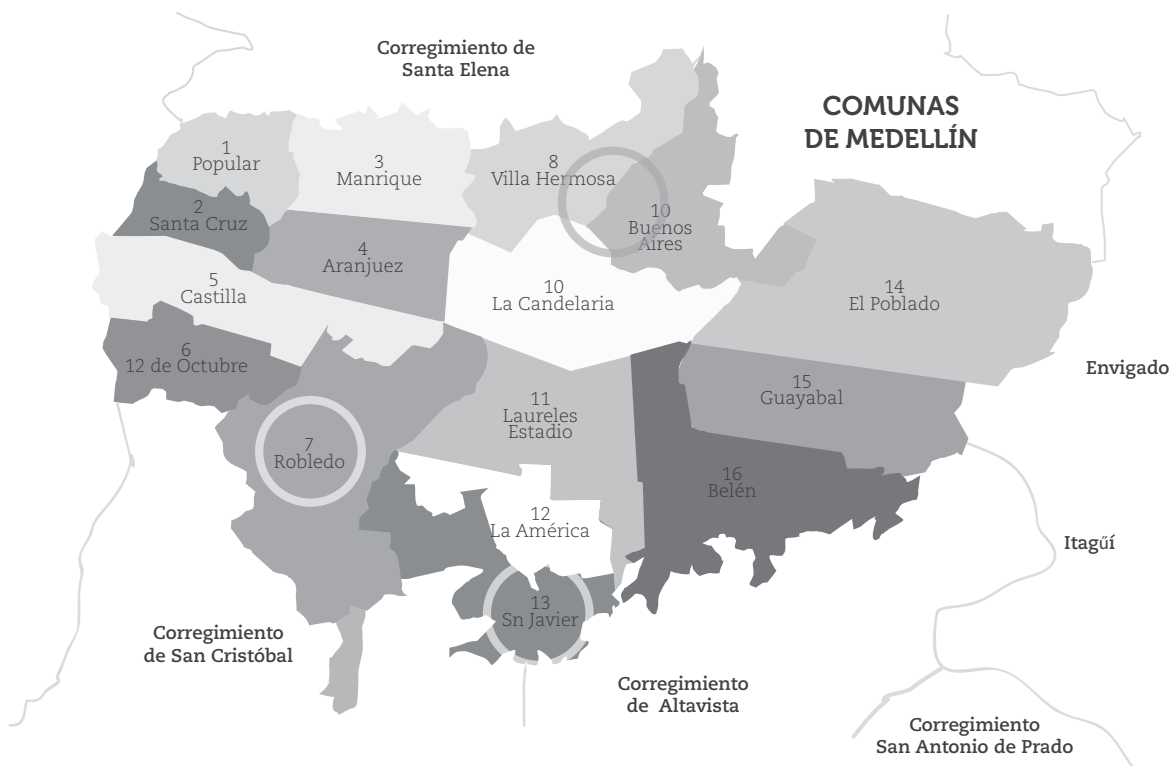 Corregimiento de
Santa Elena
COMUNAS
DE MEDELLÍN
1
Popular
3
Manrique
8
Villa Hermosa
2
Santa Cruz
10
Buenos
Aires
4
Aranjuez
5
Castilla
10
La Candelaria
14
El Poblado
6
12 de Octubre
Envigado
15
Guayabal
11
Laureles
Estadio
7
Robledo
16
Belén
12
La América
Itagűí
13
Sn Javier
Corregimiento
de San Cristóbal
Corregimiento
de Altavista
Corregimiento
San Antonio de Prado